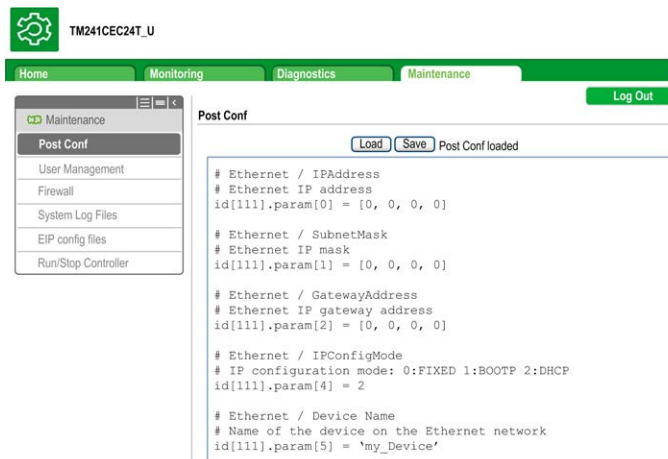 TM241CEC24T_U
Home Monitoring Diagnostics Maintenance
Log Out
Maintenance
Post Conf
User Management
Firewall
System Log Files
EIP config files
Run/Stop Controller
Post Conf
Load Save Post Conf loaded
# Ethernet / IPAddress
# Ethernet IP address
id[111].param[0] = [0, 0, 0, 0]
# Ethernet / SubnetMask
# Ethernet IP mask
id[111].param[1] = [0, 0, 0, 0]
# Ethernet / GatewayAddress
# Ethernet IP gateway address
id[111].param[2] = [0, 0, 0, 0]
# Ethernet / IPConfigMode
# IP configuration mode: 0:FIXED 1:BOOTP 2:DHCP
id[111].param[4] = 2
# Ethernet / Device Name
# Name of the device on the Ethernet network
id[111].param[5] = ‘my_Device’